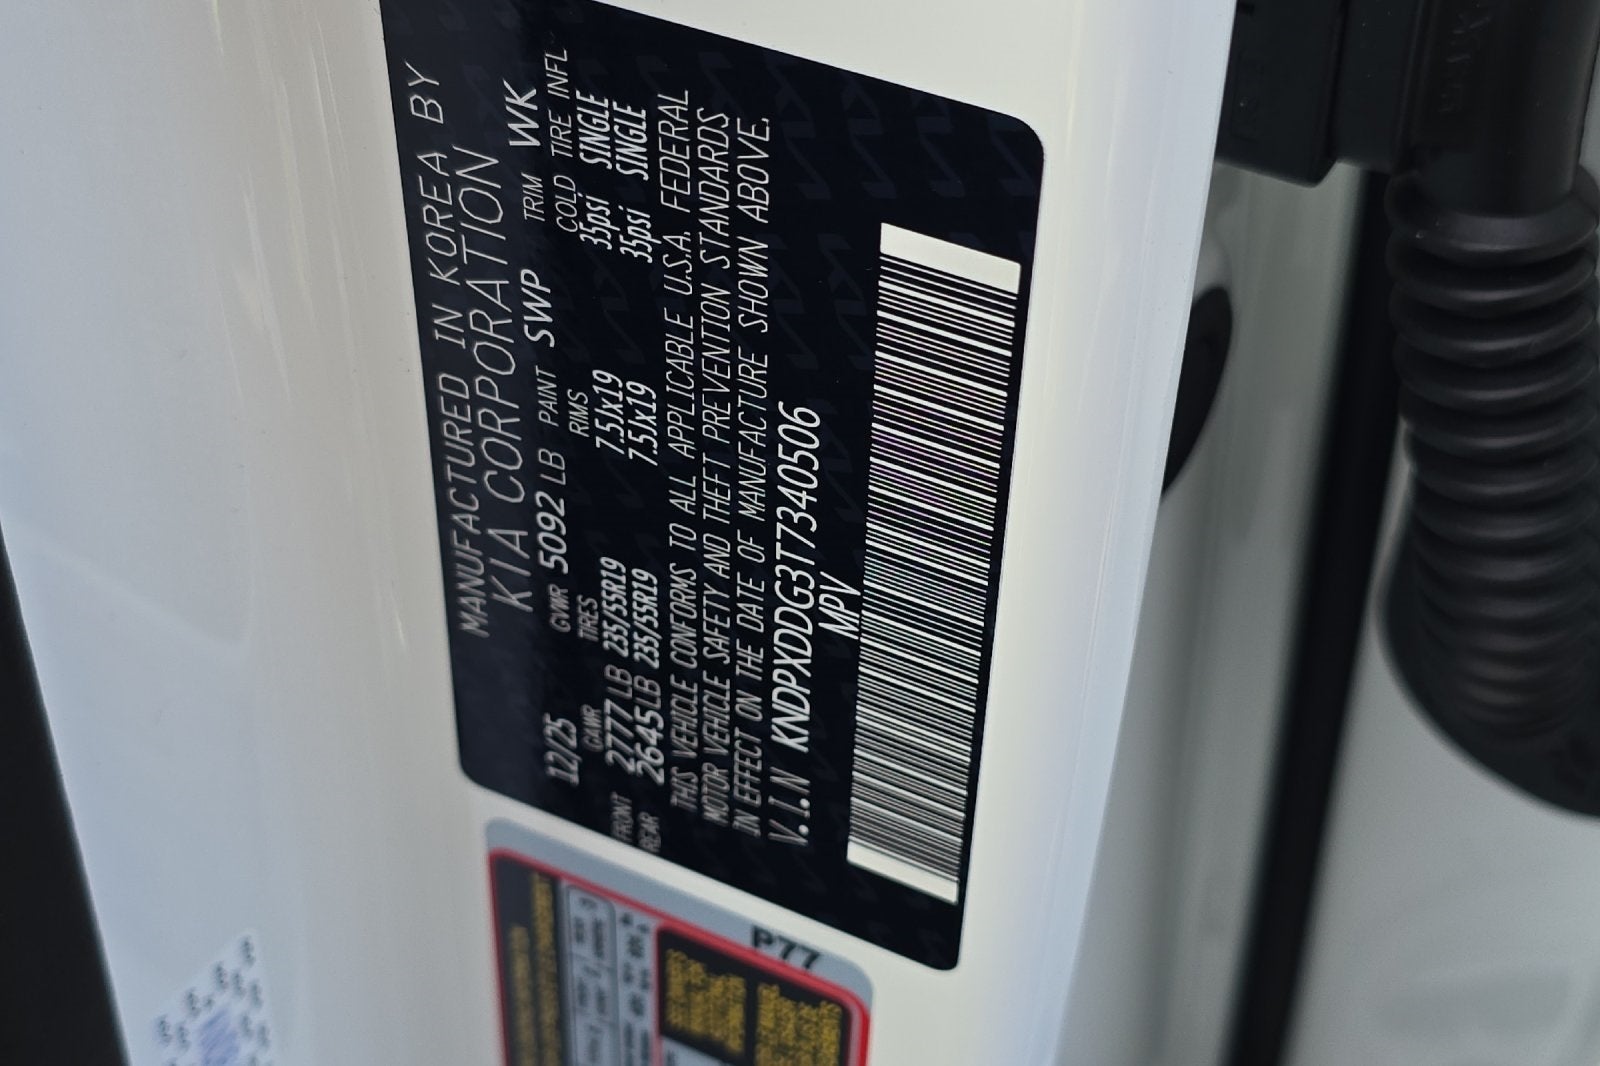 MANUFACTURED IN KOREA BY
KIA CORPORATION
12/25 GVWR 5092 LB PAINT SWP TRIM WK
GAWR TIRES RIMS COLD TIRE INFL
FRONT 2777 LB 235/55R19 7.5Jx19 35psi SINGLE
REAR 2645 LB 235/55R19 7.5Jx19 35psi SINGLE
THIS VEHICLE CONFORMS TO ALL APPLICABLE U.S.A. FEDERAL
MOTOR VEHICLE SAFETY AND THEFT PREVENTION STANDARDS
IN EFFECT ON THE DATE OF MANUFACTURE SHOWN ABOVE.
V.I.N KNDPXDDG3T7340506
MPV
P77